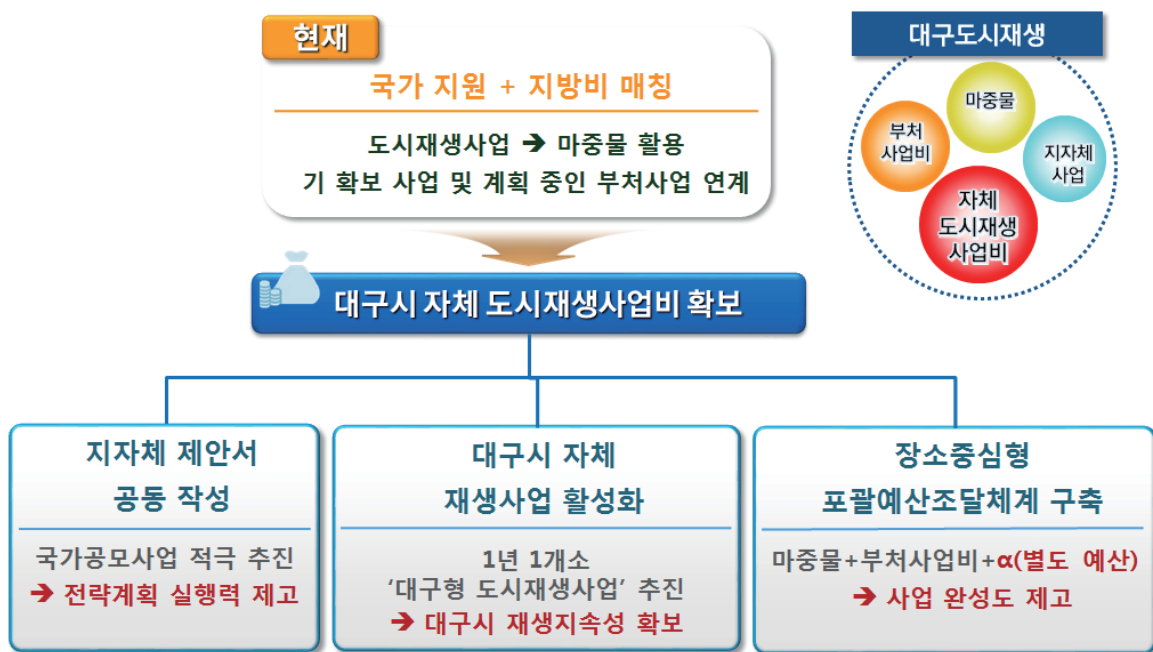 현재
국가 지원 + 지방비 매칭
도시재생사업 ➔ 마중물 활용
기 확보 사업 및 계획 중인 부처사업 연계
대구도시재생
마중물
부처
사업비
지자체
사업
자체
도시재생
사업비
대구시 자체 도시재생사업비 확보
지자체 제안서
공동 작성
국가공모사업 적극 추진
➔ 전략계획 실행력 제고
대구시 자체
재생사업 활성화
1년 1개소
‘대구형 도시재생사업’ 추진
➔ 대구시 재생지속성 확보
장소중심형
포괄예산조달체계 구축
마중물+부처사업비+α(별도 예산)
➔ 사업 완성도 제고